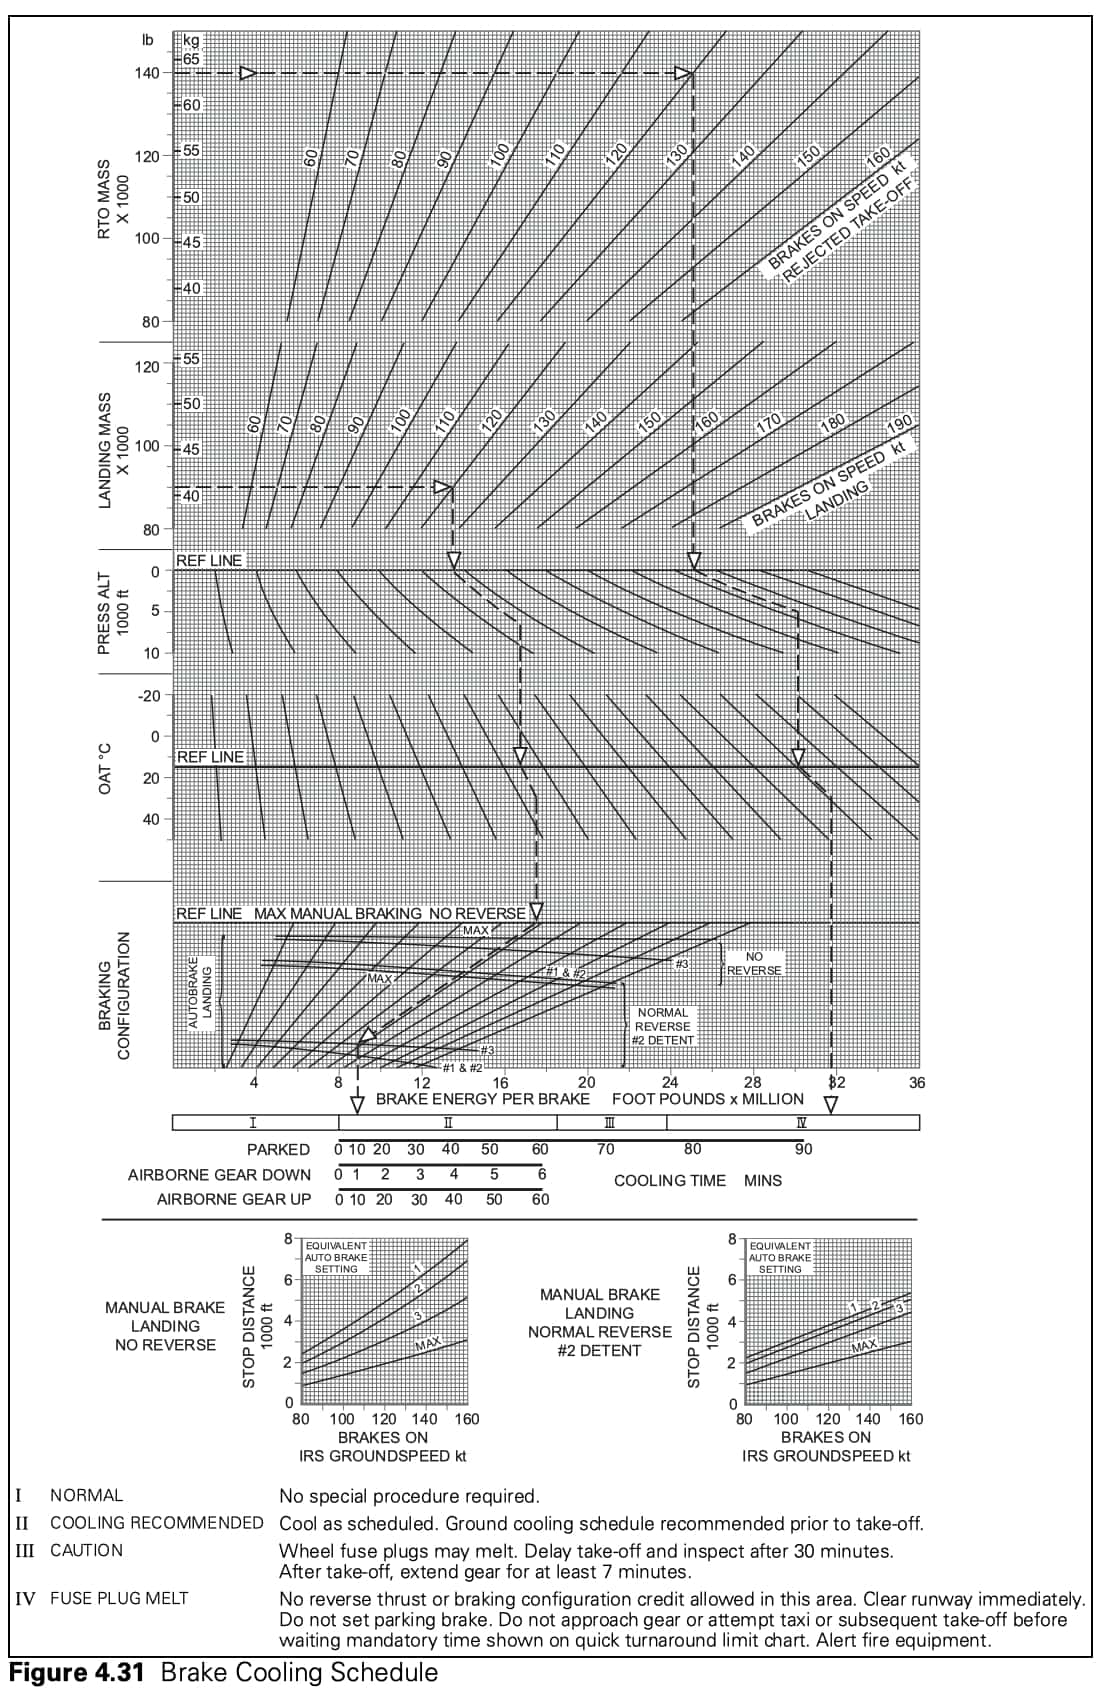 lb kg
65
140
60
120 55
50
100 45
40
80
RTO MASS
X 1000
60 70 80 90 100 110 120 130 140 150 160
BRAKES ON SPEED kt
REJECTED TAKE-OFF
55
120
50
100 45
40
80
LANDING MASS
X 1000
60 70 80 90 100 110 120 130 140 150 160 170 180 190
BRAKES ON SPEED kt
LANDING
REF LINE
0
5
10
PRESS ALT
1000 ft
-20
0
REF LINE
20
40
OAT °C
REF LINE MAX MANUAL BRAKING NO REVERSE
BRAKING
CONFIGURATION
AUTOBRAKE
LANDING
MAX
MAX
#1 & #2
#3
NO
REVERSE
NORMAL
REVERSE
#2 DETENT
#3
#1 & #2
4 8 12 16 20 24 28 32 36
BRAKE ENERGY PER BRAKE FOOT POUNDS x MILLION
I II III IV
PARKED 0 10 20 30 40 50 60 70 80 90
AIRBORNE GEAR DOWN 0 1 2 3 4 5 6
COOLING TIME MINS
AIRBORNE GEAR UP 0 10 20 30 40 50 60
MANUAL BRAKE
LANDING
NO REVERSE
STOP DISTANCE
1000 ft
8
6
4
2
0
EQUIVALENT
AUTO BRAKE
SETTING
1
2
3
MAX
80 100 120 140 160
BRAKES ON
IRS GROUNDSPEED kt
MANUAL BRAKE
LANDING
NORMAL REVERSE
#2 DETENT
STOP DISTANCE
1000 ft
8
6
4
2
0
EQUIVALENT
AUTO BRAKE
SETTING
1 2 3
MAX
80 100 120 140 160
BRAKES ON
IRS GROUNDSPEED kt
I NORMAL No special procedure required.
II COOLING RECOMMENDED Cool as scheduled. Ground cooling schedule recommended prior to take-off.
III CAUTION Wheel fuse plugs may melt. Delay take-off and inspect after 30 minutes.
After take-off, extend gear for at least 7 minutes.
IV FUSE PLUG MELT No reverse thrust or braking configuration credit allowed in this area. Clear runway immediately.
Do not set parking brake. Do not approach gear or attempt taxi or subsequent take-off before
waiting mandatory time shown on quick turnaround limit chart. Alert fire equipment.
Figure 4.31 Brake Cooling Schedule